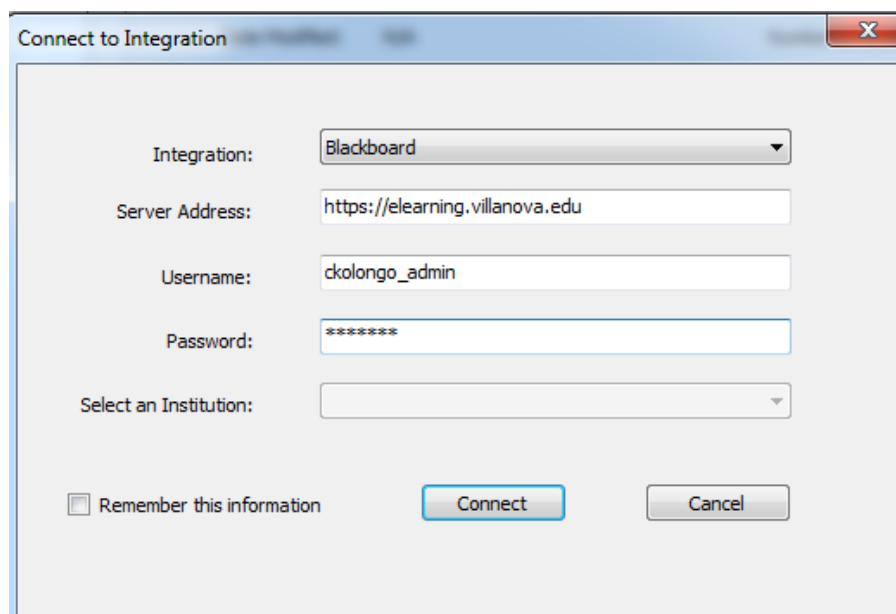 Connect to Integration
Integration: Blackboard
Server Address: https://elearning.villanova.edu
Username: ckolongo_admin
Password: *******
Select an Institution:
Remember this information Connect Cancel